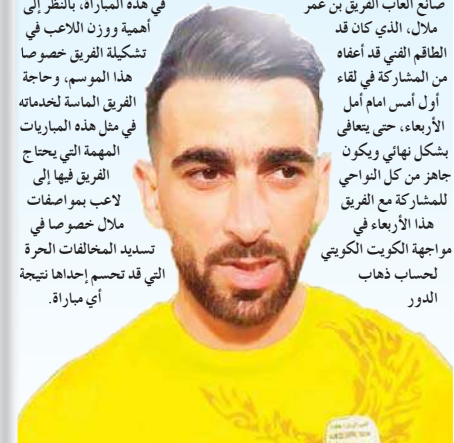 صانع ألعاب الفريق بن عمر
ملال، الذي كان قد
الطاقم الفني قد أعفاه
من المشاركة في لقاء
أول أمس امام أمل
الأربعاء، حتى يتعافى
بشكل نهائي ويكون
جاهز من كل النواحي
للمشاركة مع الفريق
هذا الأربعاء في
مواجهة الكويت الكويتي
لحساب ذهاب
الدور
في هذه المباراة، بالنظر إلى
أهمية ووزن اللاعب في
تشكيلة الفريق خصوصا
هذا الموسم، وحاجة
الفريق الماسة لخدماته
في مثل هذه المباريات
المهمة التي يحتاج
الفريق فيها إلى
لاعب بمواصفات
ملال خصوصا في
تسديد المخالفات الحرة
التي قد تحسم إحداها نتيجة
أي مباراة.